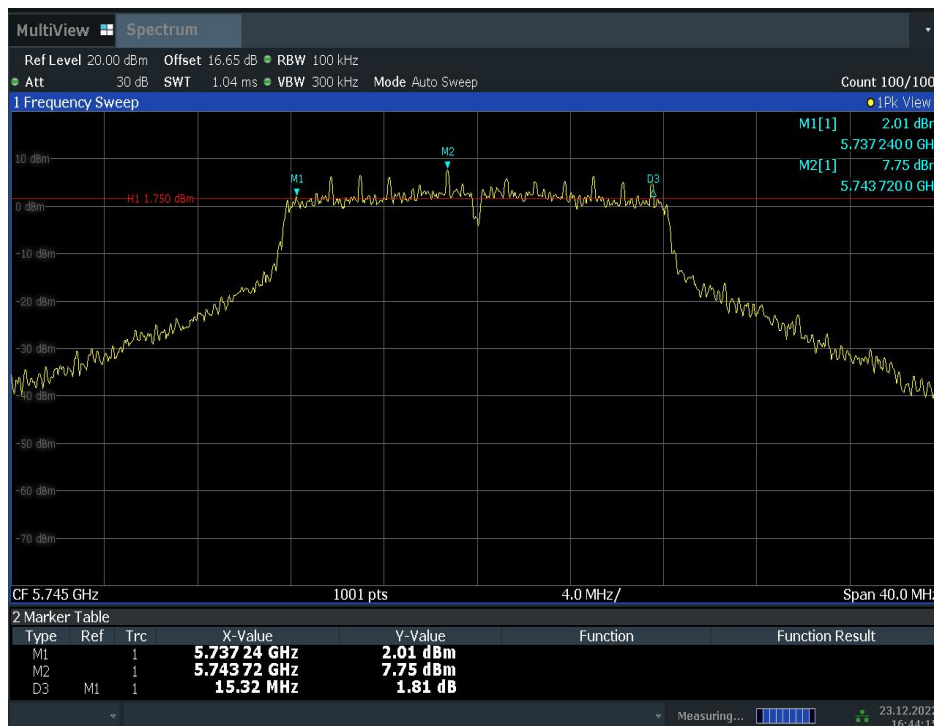 MultiView Spectrum
Ref Level 20.00 dBm Offset 16.65 dB RBW 100 kHz
Att 30 dB SWT 1.04 ms VBW 300 kHz Mode Auto Sweep Count 100/100
1 Frequency Sweep 1Pk View
M1[1] 2.01 dBm
5.737 240 0 GH
M2[1] 7.75 dBm
5.743 720 0 GH
M2
10 dBm
M1 D3
H1 1.750 dBm
0 dBm
-10 dBm
-20 dBm
-30 dBm
-40 dBm
-50 dBm
-60 dBm
-70 dBm
CF 5.745 GHz 1001 pts 4.0 MHz/ Span 40.0 MHz
2 Marker Table
Type Ref Trc X-Value Y-Value Function Function Result
M1 1 5.737 24 GHz 2.01 dBm
M2 1 5.743 72 GHz 7.75 dBm
D3 M1 1 15.32 MHz 1.81 dB
Measuring... 23.12.2022